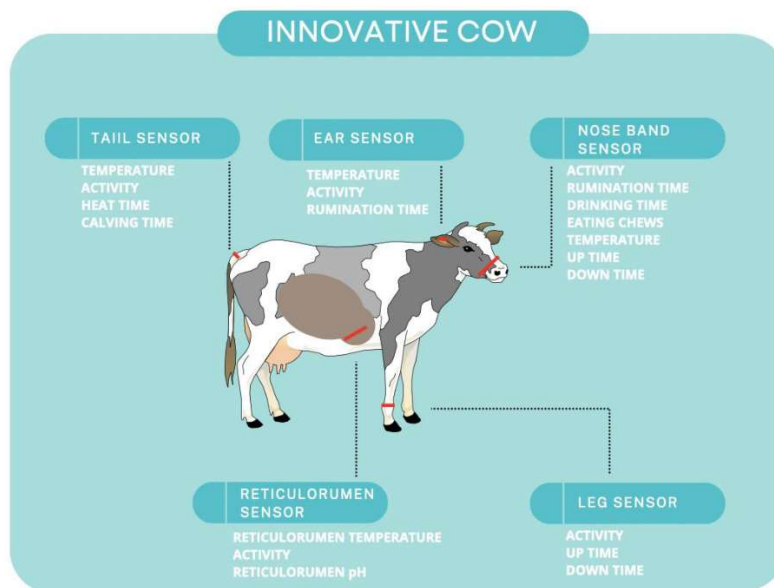 INNOVATIVE COW
TAIIL SENSOR
TEMPERATURE
ACTIVITY
HEAT TIME
CALVING TIME
EAR SENSOR
TEMPERATURE
ACTIVITY
RUMINATION TIME
NOSE BAND
SENSOR
ACTIVITY
RUMINATION TIME
DRINKING TIME
EATING CHEWS
TEMPERATURE
UP TIME
DOWN TIME
RETICULORUMEN
SENSOR
RETICULORUMEN TEMPERATURE
ACTIVITY
RETICULORUMEN pH
LEG SENSOR
ACTIVITY
UP TIME
DOWN TIME